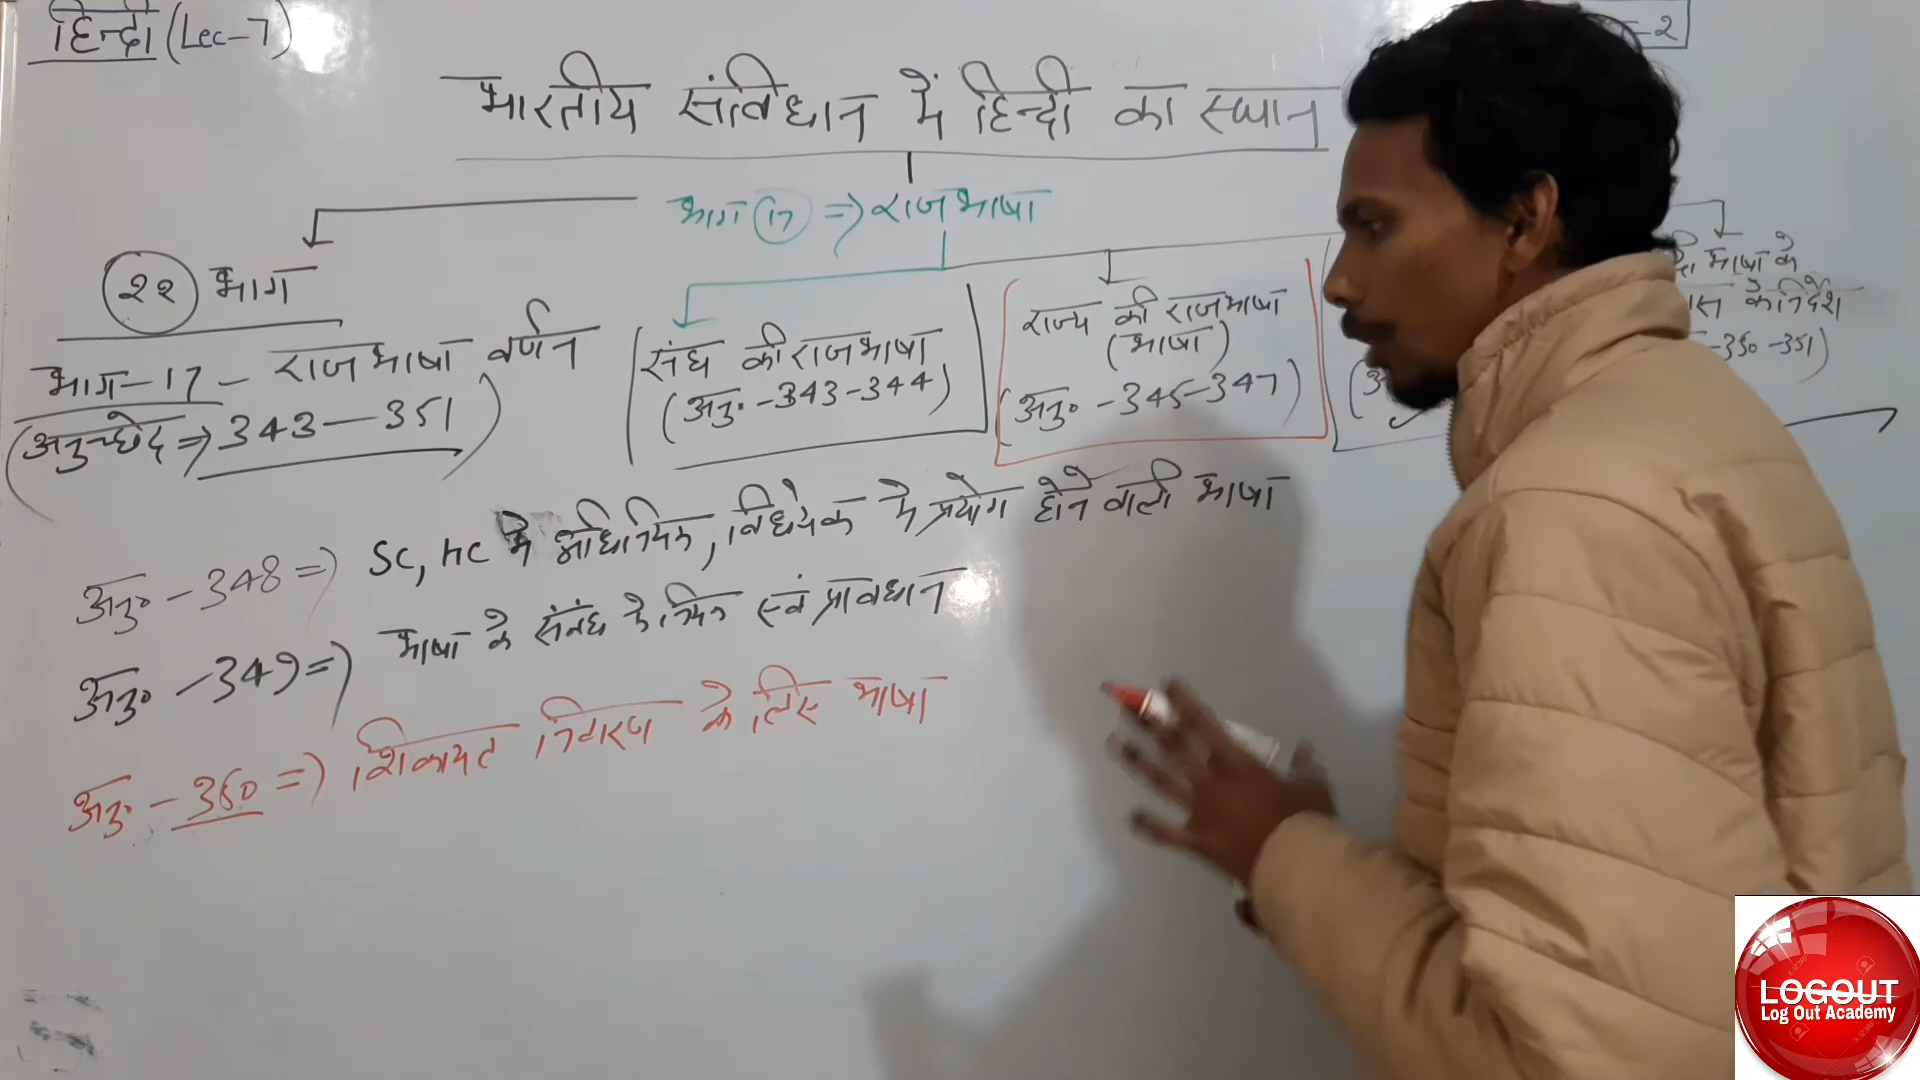 हिन्दी (Lec-7)
-2
भारतीय संविधान में हिन्दी का स्थान
भाग 17 => राजभाषा
22 भाग
भाग-17 - राजभाषा वर्णन
(अनुच्छेद => 343-351)
संघ की राजभाषा
(अनु॰ -343-344)
राज्य की राजभाषा
(भाषा)
(अनु॰ -345-347)
भाषा के
के निर्देश
-350-351)
अनु॰ -348 => SC, HC में अधिनियम, विधेयक में प्रयोग होने वाली भाषा
अनु॰ -349 => भाषा के संबंध में नियम एवं प्रावधान
अनु॰ - 350 => शिकायत निवारण के लिए भाषा
LOGOUT
Log Out Academy